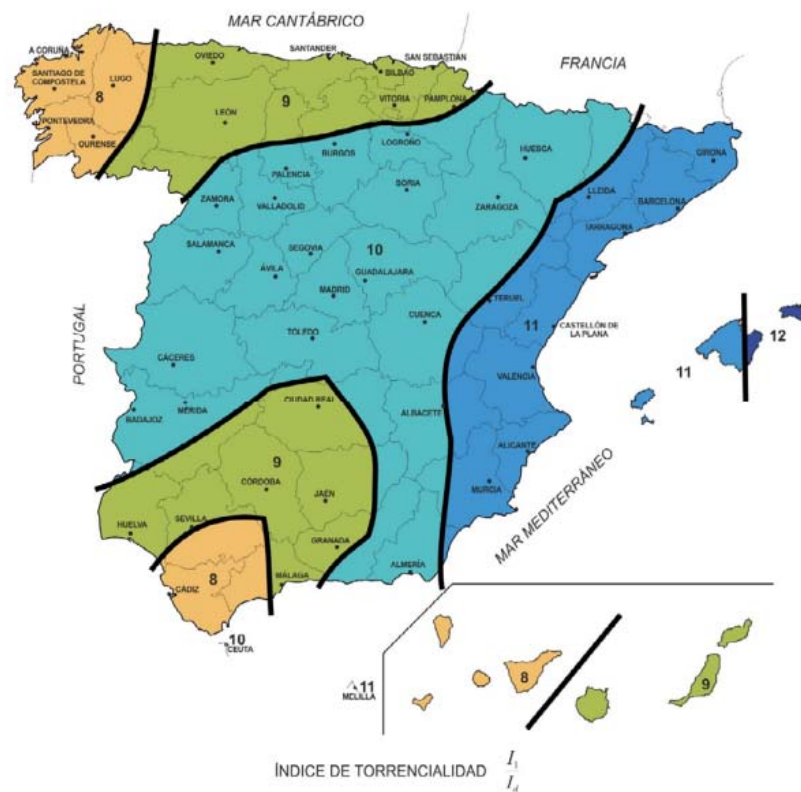 MAR CANTÁBRICO
A CORUÑA
OVIEDO
SANTANDER
SAN SEBASTIÁN
FRANCIA
SANTIAGO DE
COMPOSTELA
LUGO
8
BILBAO
9
VITORIA
PAMPLONA
LEÓN
PONTEVEDRA
OURENSE
LOGROÑO
BURGOS
HUESCA
GIRONA
PALENCIA
SORIA
LLEIDA
ZAMORA
VALLADOLID
ZARAGOZA
BARCELONA
TARRAGONA
SALAMANCA
SEGOVIA
10
ÁVILA
GUADALAJARA
MADRID
TERUEL
CUENCA
11
CASTELLÓN DE
LA PLANA
12
TOLEDO
PORTUGAL
CÁCERES
VALENCIA
11
BADAJOZ
MÉRIDA
CIUDAD REAL
ALBACETE
ALICANTE
9
CÓRDOBA
JAÉN
MURCIA
MAR MEDITERRÁNEO
HUELVA
SEVILLA
GRANADA
ALMERÍA
8
MÁLAGA
CÁDIZ
10
CEUTA
11
MELILLA
8
9
ÍNDICE DE TORRENCIALIDAD I₁
I_d